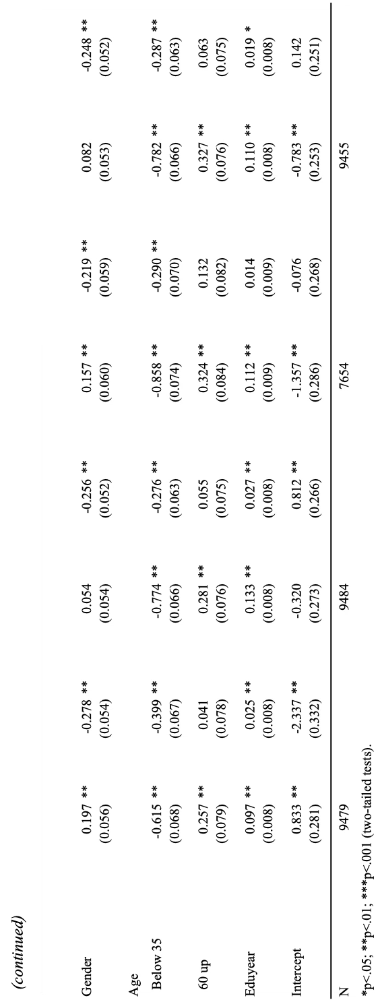 (continued)
Gender 0.197 ** -0.278 ** 0.054 -0.256 ** 0.157 ** -0.219 ** 0.082 -0.248 **
(0.056) (0.054) (0.054) (0.052) (0.060) (0.059) (0.053) (0.052)
Age
Below 35 -0.615 ** -0.399 ** -0.774 ** -0.276 ** -0.858 ** -0.290 ** -0.782 ** -0.287 **
(0.068) (0.067) (0.066) (0.063) (0.074) (0.070) (0.066) (0.063)
60 up 0.257 ** 0.041 0.281 ** 0.055 0.324 ** 0.132 0.327 ** 0.063
(0.079) (0.078) (0.076) (0.075) (0.084) (0.082) (0.076) (0.075)
Eduyear 0.097 ** 0.025 ** 0.133 ** 0.027 ** 0.112 ** 0.014 0.110 ** 0.019 *
(0.008) (0.008) (0.008) (0.008) (0.009) (0.009) (0.008) (0.008)
Intercept 0.833 ** -2.337 ** -0.320 0.812 ** -1.357 ** -0.076 -0.783 ** 0.142
(0.281) (0.332) (0.273) (0.266) (0.286) (0.268) (0.253) (0.251)
N 9479 9484 7654 9455
*p<.05; **p<.01; ***p<.001 (two-tailed tests).